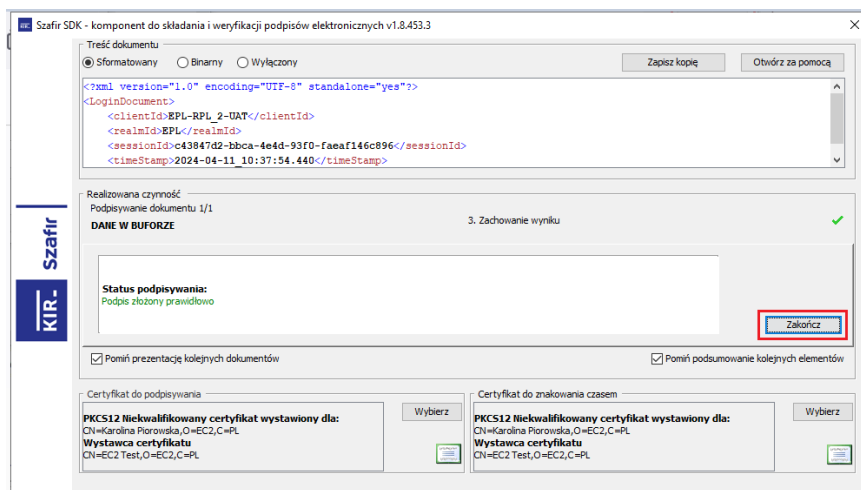 Szafir SDK - komponent do składania i weryfikacji podpisów elektronicznych v1.8.453.3
Treść dokumentu
Sformatowany Binarny Wyłączony Zapisz kopię Otwórz za pomocą
<?xml version="1.0" encoding="UTF-8" standalone="yes"?>
<LoginDocument>
<clientId>EPL-RPL_2-UAT</clientId>
<realmId>EPL</realmId>
<sessionId>c43847d2-bbca-4e4d-93f0-faeaf146c896</sessionId>
<timeStamp>2024-04-11_10:37:54.440</timeStamp>
Realizowana czynność
Podpisywanie dokumentu 1/1
DANE W BUFORZE 3. Zachowanie wyniku
Szafir
KIR
Status podpisywania:
Podpis złożony prawidłowo
Zakończ
Pomiń prezentację kolejnych dokumentów Pomiń podsumowanie kolejnych elementów
Certyfikat do podpisywania Certyfikat do znakowania czasem
PKCS12 Niekwalifikowany certyfikat wystawiony dla: Wybierz PKCS12 Niekwalifikowany certyfikat wystawiony dla: Wybierz
CN=Karolina Piorowska,O=EC2,C=PL CN=Karolina Piorowska,O=EC2,C=PL
Wystawca certyfikatu Wystawca certyfikatu
CN=EC2 Test,O=EC2,C=PL CN=EC2 Test,O=EC2,C=PL